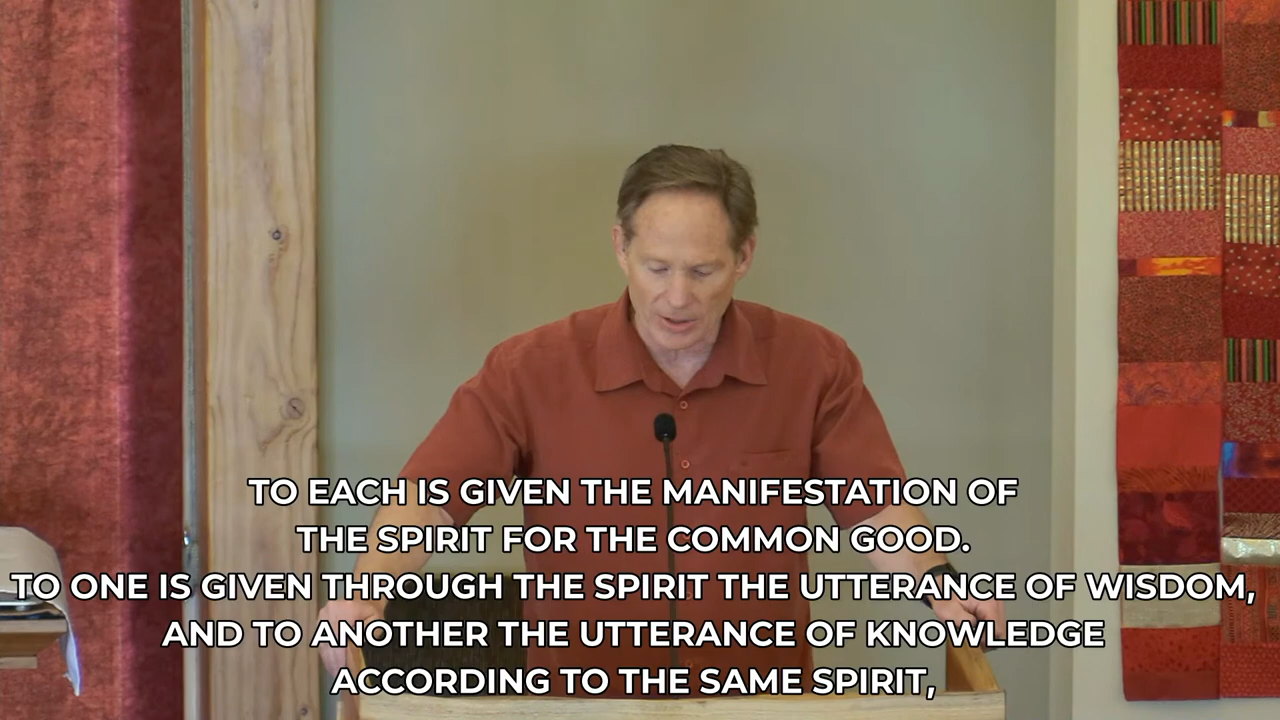 TO EACH IS GIVEN THE MANIFESTATION OF
THE SPIRIT FOR THE COMMON GOOD.
TO ONE IS GIVEN THROUGH THE SPIRIT THE UTTERANCE OF WISDOM,
AND TO ANOTHER THE UTTERANCE OF KNOWLEDGE
ACCORDING TO THE SAME SPIRIT,